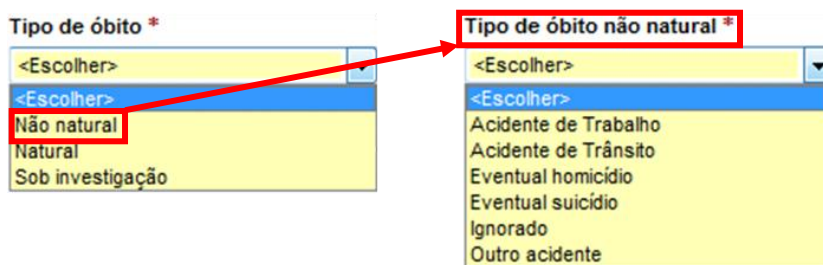 Tipo de óbito *
<Escolher>
<Escolher>
Não natural
Natural
Sob investigação
Tipo de óbito não natural *
<Escolher>
<Escolher>
Acidente de Trabalho
Acidente de Trânsito
Eventual homicídio
Eventual suicídio
Ignorado
Outro acidente